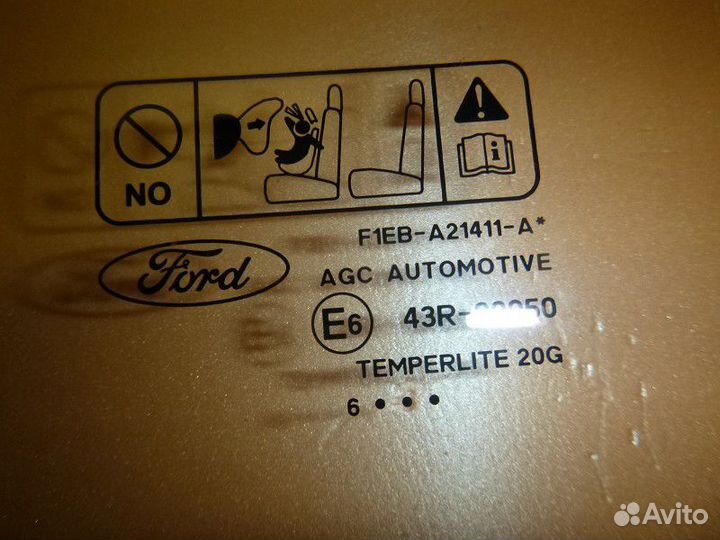 NO
F1EB-A21411-A*
Ford
AGC AUTOMOTIVE
E6
43R-
TEMPERLITE 20G
6 • • •
Avito